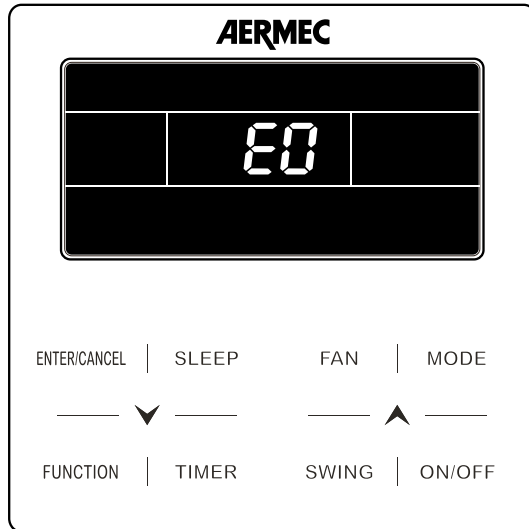 AERMEC
E0
ENTER/CANCEL SLEEP FAN MODE
FUNCTION TIMER SWING ON/OFF